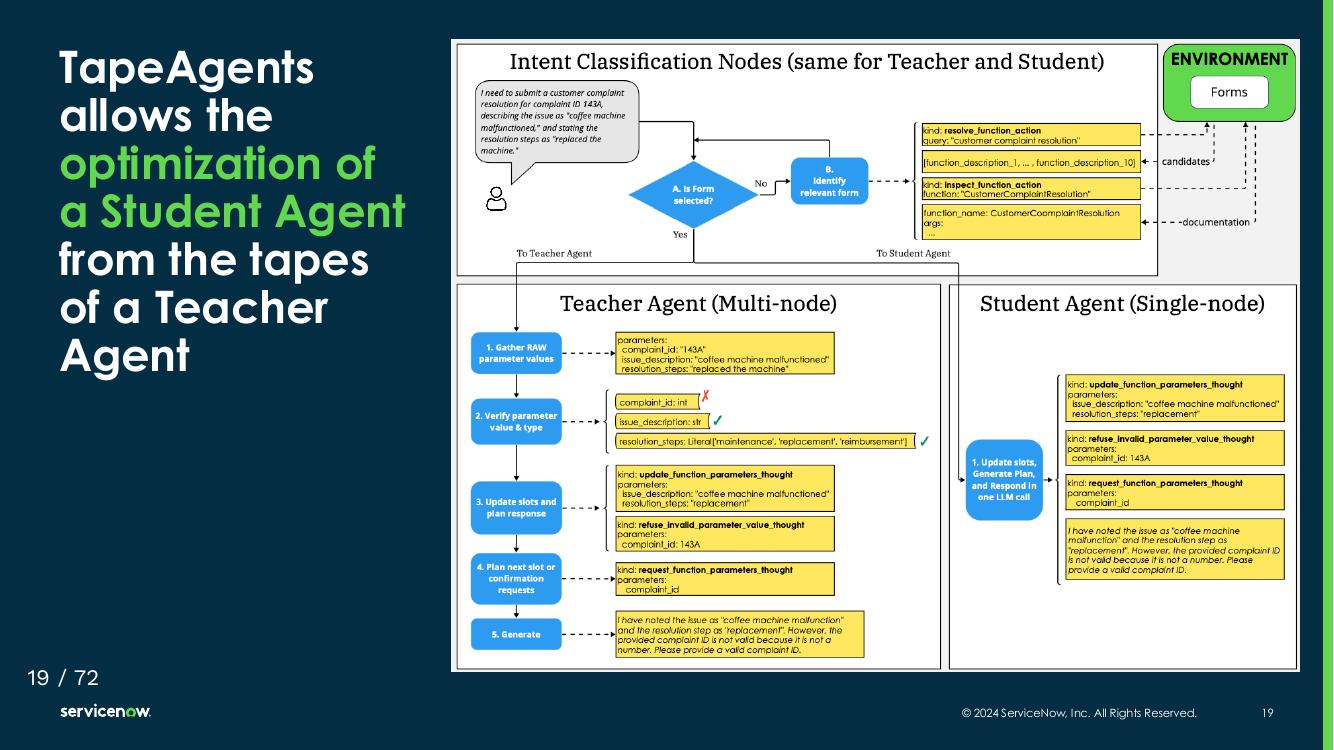 TapeAgents
allows the
optimization of
a Student Agent
from the tapes
of a Teacher
Agent
Intent Classification Nodes (same for Teacher and Student)
ENVIRONMENT
Forms
I need to submit a customer complaint
resolution for complaint ID 143A,
describing the issue as "coffee machine
malfunctioned," and stating the
resolution steps as "replaced the
machine."
A. Is Form
selected?
No
Yes
B.
Identify
relevant form
kind: resolve_function_action
query: "customer complaint resolution"
[function_description_1, ... , function_description_10]
candidates
kind: inspect_function_action
function: "CustomerComplaintResolution"
function_name: CustomerCoomplaintResolution
args:
...
documentation
To Teacher Agent
To Student Agent
Teacher Agent (Multi-node)
1. Gather RAW
parameter values
parameters:
complaint_id: "143A"
issue_description: "coffee machine malfunctioned"
resolution_steps: "replaced the machine"
2. Verify parameter
value & type
complaint_id: int ✗
issue_description: str ✓
resolution_steps: Literal['maintenance', 'replacement', 'reimbursement'] ✓
3. Update slots and
plan response
kind: update_function_parameters_thought
parameters:
issue_description: "coffee machine malfunctioned"
resolution_steps: "replacement"
kind: refuse_invalid_parameter_value_thought
parameters:
complaint_id: 143A
4. Plan next slot or
confirmation
requests
kind: request_function_parameters_thought
parameters:
complaint_id
5. Generate
I have noted the issue as "coffee machine malfunction"
and the resolution step as "replacement". However, the
provided complaint ID is not valid because it is not a
number. Please provide a valid complaint ID.
Student Agent (Single-node)
1. Update slots,
Generate Plan,
and Respond in
one LLM call
kind: update_function_parameters_thought
parameters:
issue_description: "coffee machine malfunctioned"
resolution_steps: "replacement"
kind: refuse_invalid_parameter_value_thought
parameters:
complaint_id: 143A
kind: request_function_parameters_thought
parameters:
complaint_id
I have noted the issue as "coffee machine
malfunction" and the resolution step as
"replacement". However, the provided complaint ID
is not valid because it is not a number. Please
provide a valid complaint ID.
19 / 72
servicenow.
© 2024 ServiceNow, Inc. All Rights Reserved.
19